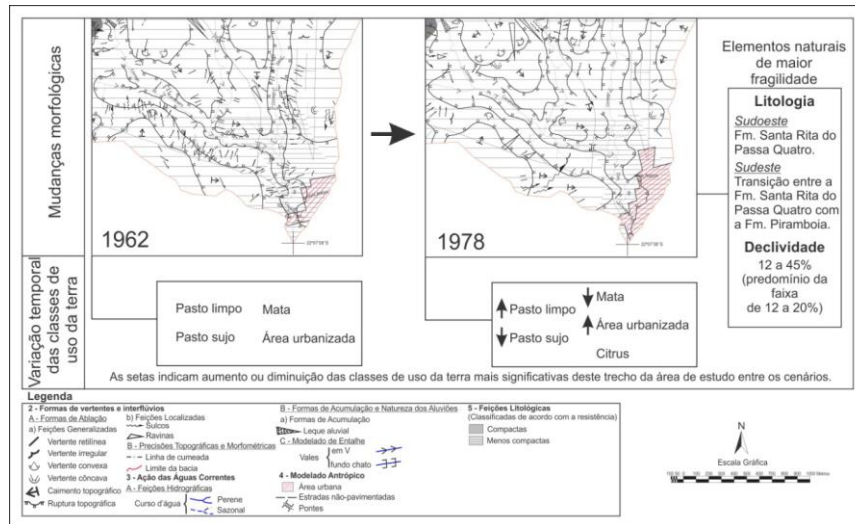 Mudanças morfológicas
1962
1978
Elementos naturais
de maior
fragilidade
Litologia
Sudoeste
Fm. Santa Rita do
Passa Quatro.
Sudeste
Transição entre a
Fm. Santa Rita do
Passa Quatro com
a Fm. Piramboia.
Declividade
12 a 45%
(predomínio da
faixa
de 12 a 20%)
Variação temporal
das classes de
uso da terra
Pasto limpo Mata
Pasto sujo Área urbanizada
Pasto limpo Mata
Pasto sujo Área urbanizada
Citrus
As setas indicam aumento ou diminuição das classes de uso da terra mais significativas deste trecho da área de estudo entre os cenários.
Legenda
2 - Formas de vertentes e interflúvios
A - Formas de Ablação
a) Feições Generalizadas
Vertente retilínea
Vertente irregular
Vertente convexa
Vertente côncava
Caimento topográfico
Ruptura topográfica
b) Feições Localizadas
Sulcos
Ravinas
B - Precisões Topográficas e Morfométricas
Linha de cumeada
Limite da bacia
3 - Ação das Águas Correntes
A - Feições Hidrográficas
Curso d'água
Perene
Sazonal
B - Formas de Acumulação e Natureza dos Aluviões
a) Formas de Acumulação
Leque aluvial
C - Modelado de Entalhe
Vales
em V
fundo chato
4 - Modelado Antrópico
Área urbana
Estradas não-pavimentadas
Pontes
5 - Feições Litológicas
(Classificadas de acordo com a resistência)
Compactas
Menos compactas
N
Escala Gráfica